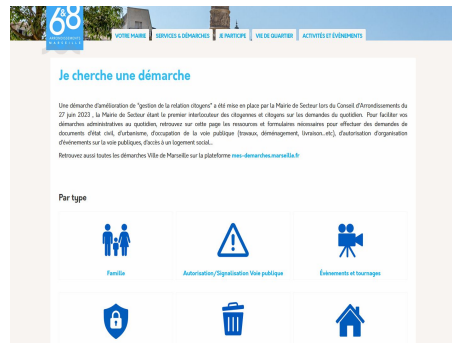 6&8
ARRONDISSEMENTS
MARSEILLE
VOTRE MAIRIE
SERVICES & DÉMARCHES
JE PARTICIPE
VIE DE QUARTIER
ACTIVITÉS ET ÉVÉNEMENTS
Je cherche une démarche
Une démarche d'amélioration de "gestion de la relation citoyens" a été mise en place par la Mairie de Secteur lors du Conseil d'Arrondissements du
27 juin 2023 , la Mairie de Secteur étant le premier interlocuteur des citoyennes et citoyens sur les demandes du quotidien. Pour faciliter vos
démarches administratives au quotidien, retrouvez sur cette page les ressources et formulaires nécessaires pour effectuer des demandes de
documents d'état civil, d'urbanisme, d'occupation de la voie publique (travaux, déménagement, livraison…etc), d'autorisation d'organisation
d'événements sur la voie publiques, d'accès à un logement social…
Retrouvez aussi toutes les démarches Ville de Marseille sur la plateforme mes-demarches.marseille.fr
Par type
Famille
Autorisation/Signalisation Voie publique
Événements et tournages